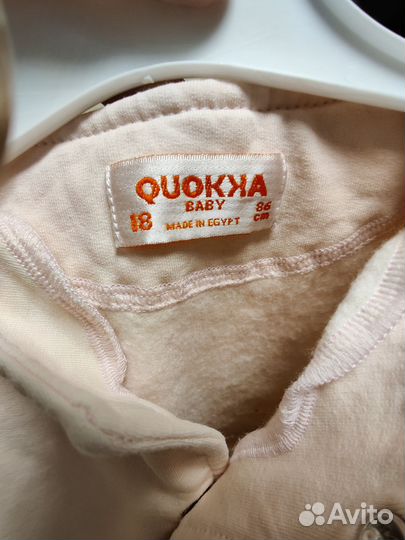 QUOKKA
BABY
18 MADE IN EGYPT 86 cm
Avito